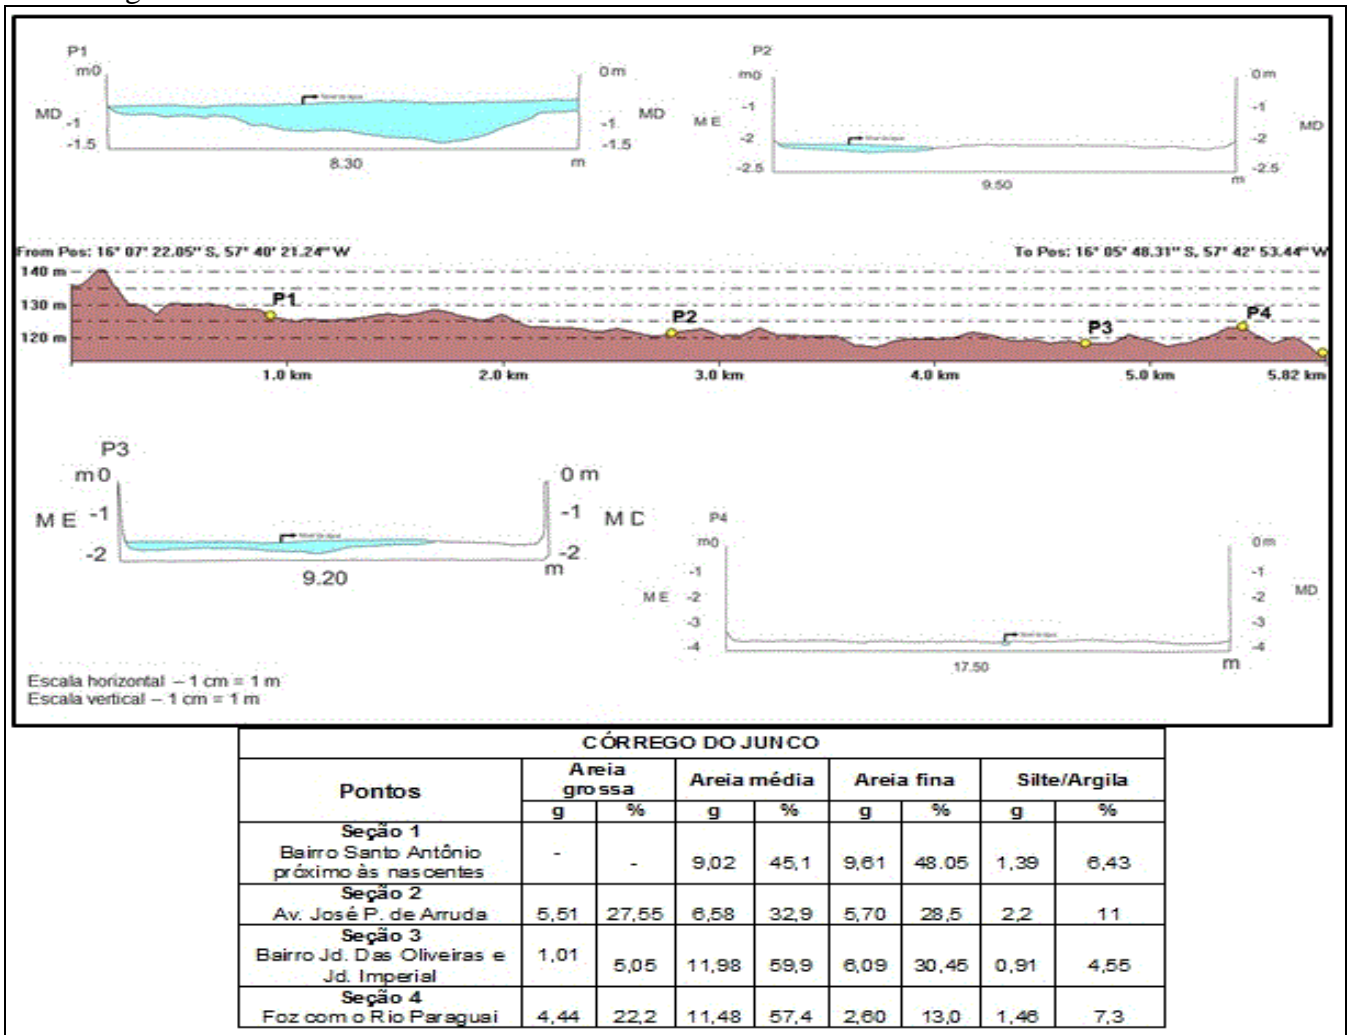 P1
m0 0m
MD -1 -1 MD
-1.5 -1.5
8.30 m
P2
m0 0m
-1 -1
M E MD
-2 -2
-2.5 -2.5
9.50 m
From Pos: 16° 07' 22.05" S, 57° 40' 21.24" W To Pos: 16° 05' 48.31" S, 57° 42' 53.44" W
140 m
130 m
120 m
P1 P2 P3 P4
1.0 km 2.0 km 3.0 km 4.0 km 5.0 km 5.82 km
P3
m0 0 m
M E -1 -1 M D
-2 -2
9.20 m
P4
m0 0m
-1 -1
M E -2 -2 MD
-3 -3
-4 -4
17.50 m
Escala horizontal – 1 cm = 1 m
Escala vertical – 1 cm = 1 m
CÓRREGO DO JUNCO
Pontos Areia grossa Areia média Areia fina Silte/Argila
g % g % g % g %
Seção 1
Bairro Santo Antônio
próximo às nascentes - - 9,02 45,1 9,61 48.05 1,39 6,43
Seção 2
Av. José P. de Arruda 5,51 27,55 6,58 32,9 5,70 28,5 2,2 11
Seção 3
Bairro Jd. Das Oliveiras e
Jd. Imperial 1,01 5,05 11,98 59,9 6,09 30,45 0,91 4,55
Seção 4
Foz com o Rio Paraguai 4,44 22,2 11,48 57,4 2,60 13,0 1,46 7,3